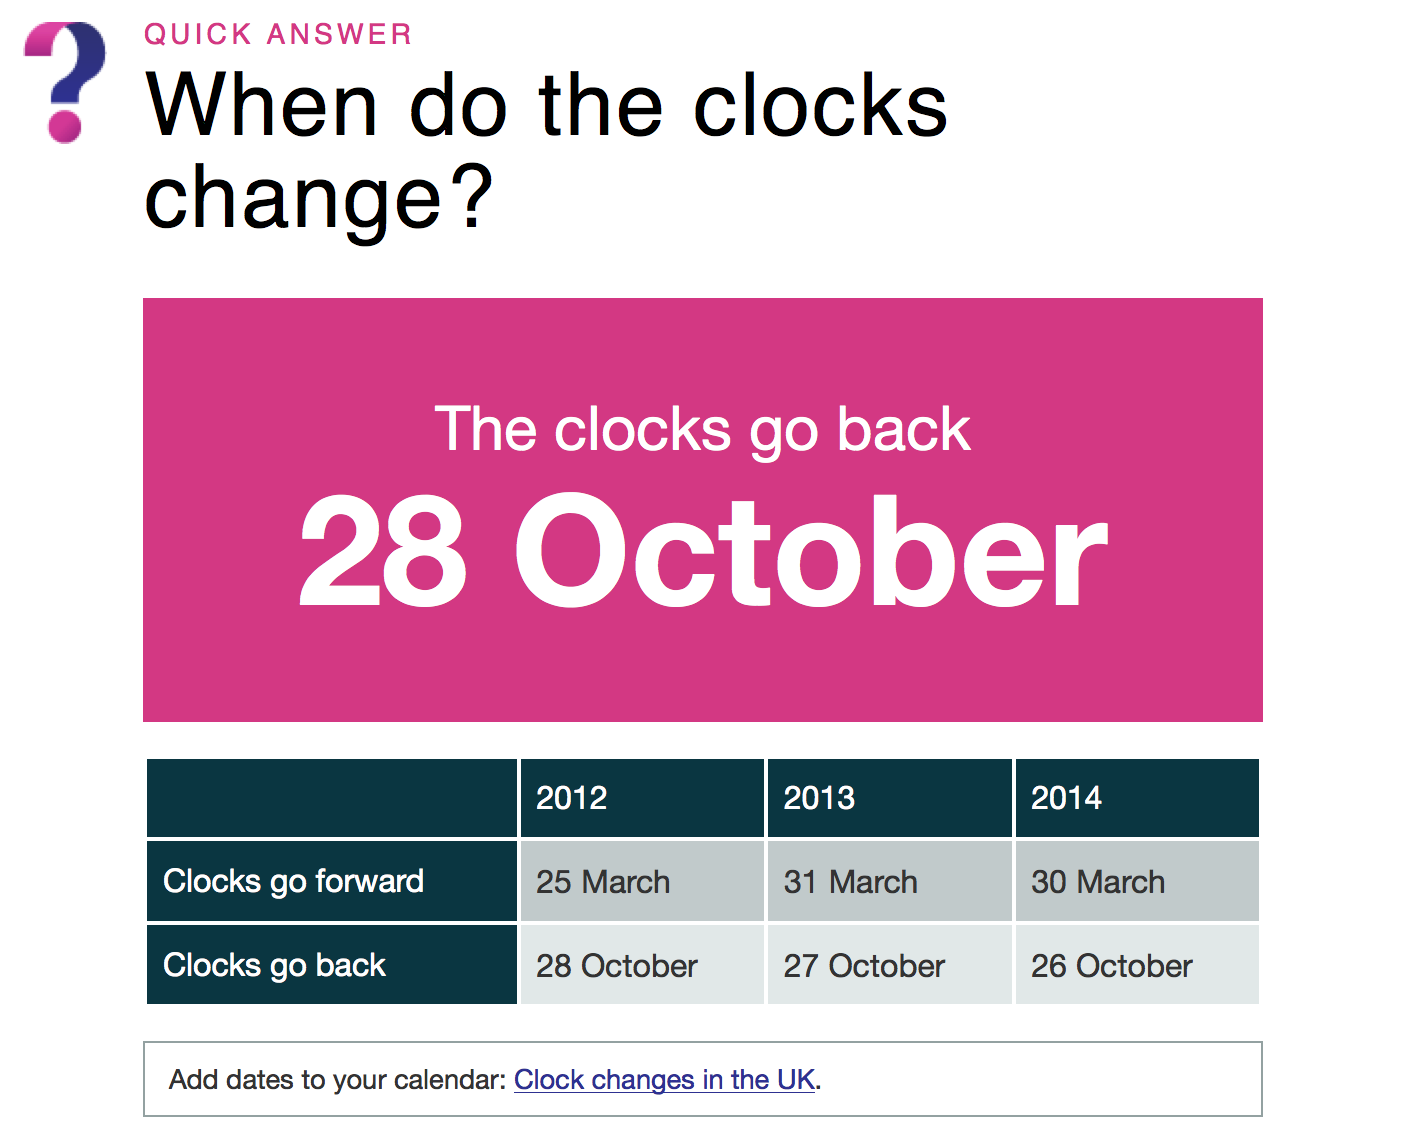 QUICK ANSWER
When do the clocks
change?
The clocks go back
28 October
2012 2013 2014
Clocks go forward 25 March 31 March 30 March
Clocks go back 28 October 27 October 26 October
Add dates to your calendar: Clock changes in the UK.